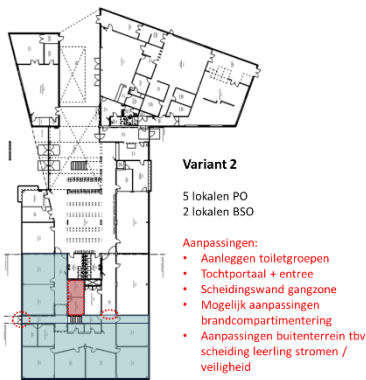 Variant 2
5 lokalen PO
2 lokalen BSO
Aanpassingen:
• Aanleggen toiletgroepen
• Tochtportaal + entree
• Scheidingswand gangzone
• Mogelijk aanpassingen
brandcompartimentering
• Aanpassingen buitenterrein tbv
scheiding leerling stromen /
veiligheid